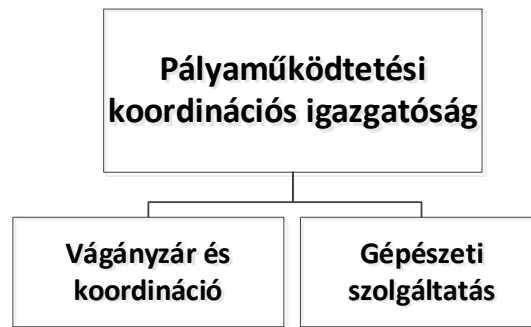 Pályaműködtetési
koordinációs igazgatóság
Vágányzár és
koordináció
Gépészeti
szolgáltatás